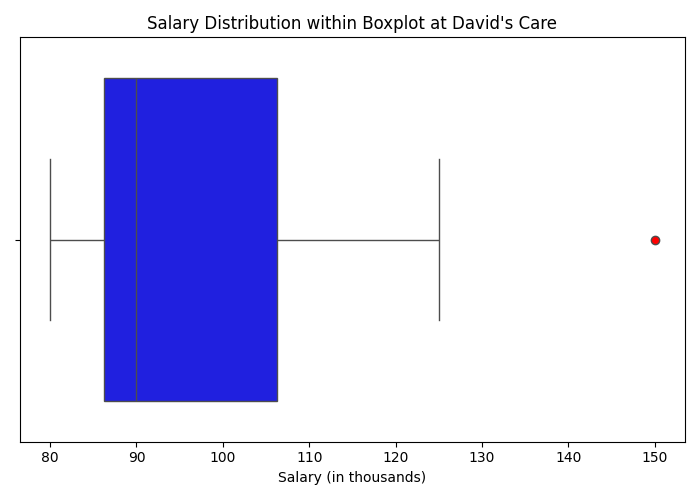 Salary Distribution within Boxplot at David's Care
80 90 100 110 120 130 140 150
Salary (in thousands)